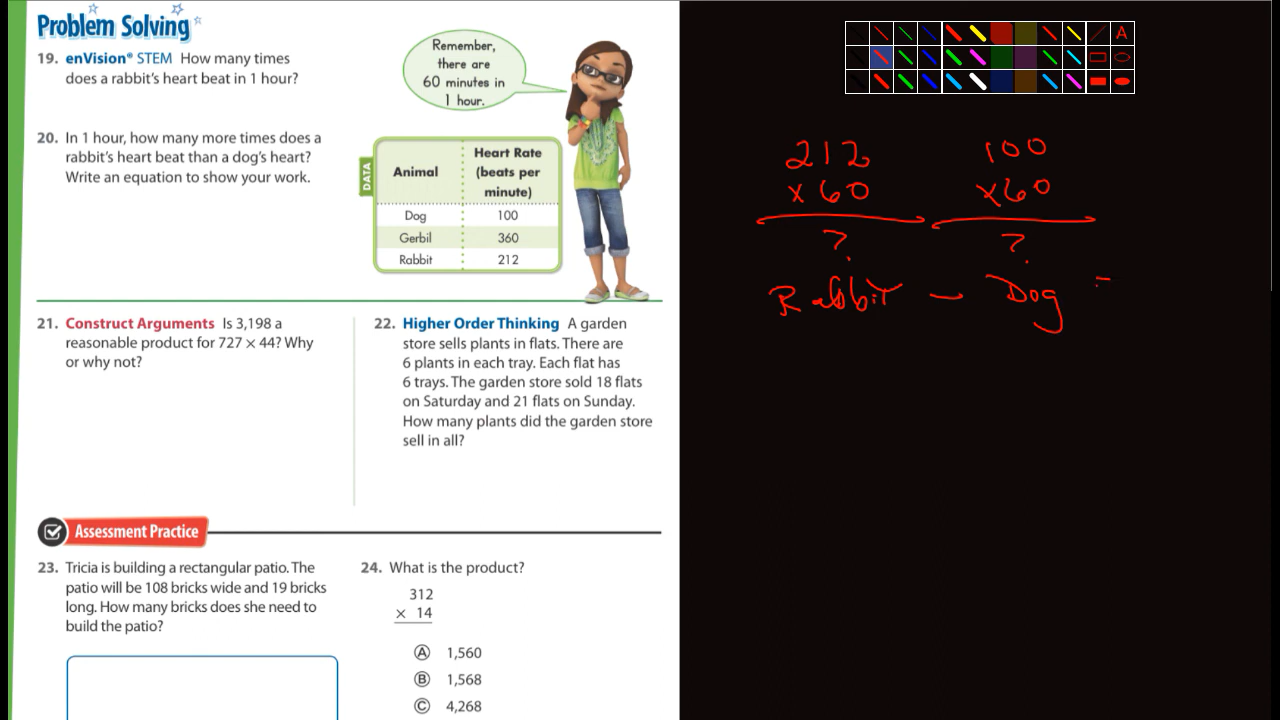 Problem Solving
19. enVision® STEM How many times
does a rabbit's heart beat in 1 hour?
20. In 1 hour, how many more times does a
rabbit's heart beat than a dog's heart?
Write an equation to show your work.
Remember,
there are
60 minutes in
1 hour.
DATA
Animal Heart Rate
(beats per
minute)
Dog 100
Gerbil 360
Rabbit 212
21. Construct Arguments Is 3,198 a
reasonable product for 727 × 44? Why
or why not?
22. Higher Order Thinking A garden
store sells plants in flats. There are
6 plants in each tray. Each flat has
6 trays. The garden store sold 18 flats
on Saturday and 21 flats on Sunday.
How many plants did the garden store
sell in all?
Assessment Practice
23. Tricia is building a rectangular patio. The
patio will be 108 bricks wide and 19 bricks
long. How many bricks does she need to
build the patio?
24. What is the product?
312
× 14
A 1,560
B 1,568
C 4,268
A
212 100
×60 ×60
? ?
Rabbit – Dog =